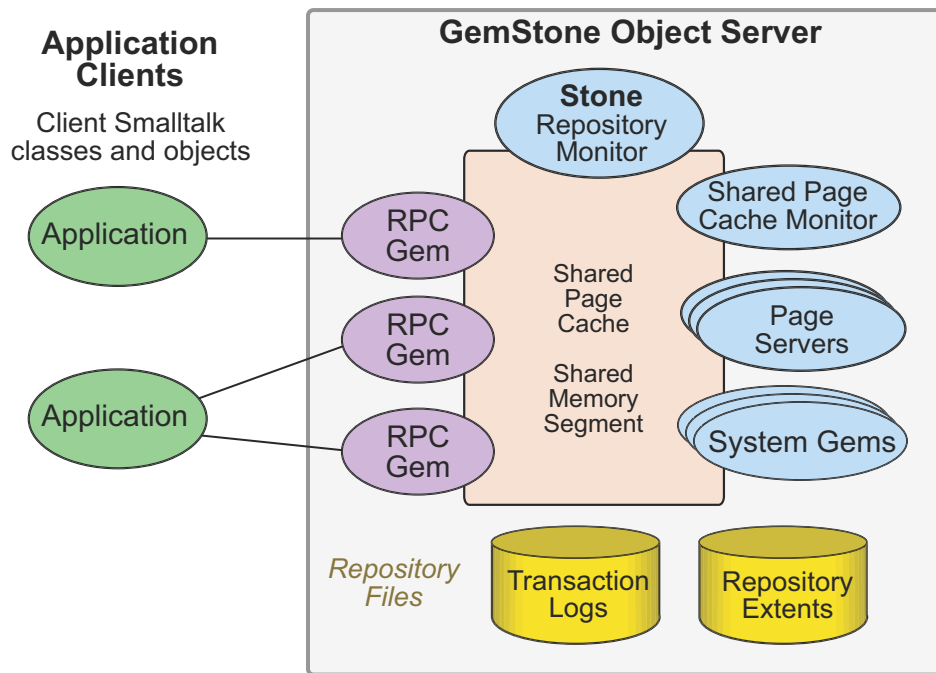 Application
Clients
Client Smalltalk
classes and objects
Application
Application
GemStone Object Server
Stone
Repository
Monitor
RPC
Gem
RPC
Gem
RPC
Gem
Shared
Page
Cache
Shared
Memory
Segment
Shared Page
Cache Monitor
Page
Servers
System Gems
Repository
Files
Transaction
Logs
Repository
Extents